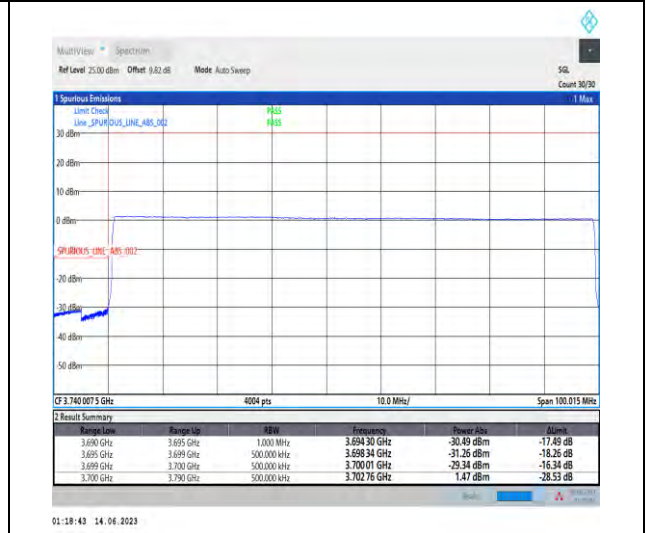 MultiView Spectrum
Ref Level 25.00 dBm Offset 9.82 dB Mode Auto Sweep SGL
Count 30/30
1 Spurious Emissions 1 Max
Limit Check PASS
Line _SPURIOUS_LINE_ABS_002 PASS
30 dBm
20 dBm
10 dBm
0 dBm
_SPURIOUS_LINE_ABS_002
-20 dBm
-30 dBm
-40 dBm
-50 dBm
CF 3.740 007 5 GHz 4004 pts 10.0 MHz/ Span 100.015 MHz
2 Result Summary
Range Low Range Up RBW Frequency Power Abs ΔLimit
3.690 GHz 3.695 GHz 1.000 MHz 3.694 30 GHz -30.49 dBm -17.49 dB
3.695 GHz 3.699 GHz 500.000 kHz 3.698 34 GHz -31.26 dBm -18.26 dB
3.699 GHz 3.700 GHz 500.000 kHz 3.700 01 GHz -29.34 dBm -16.34 dB
3.700 GHz 3.790 GHz 500.000 kHz 3.702 76 GHz 1.47 dBm -28.53 dB
Ready
01:18:43 14.06.2023